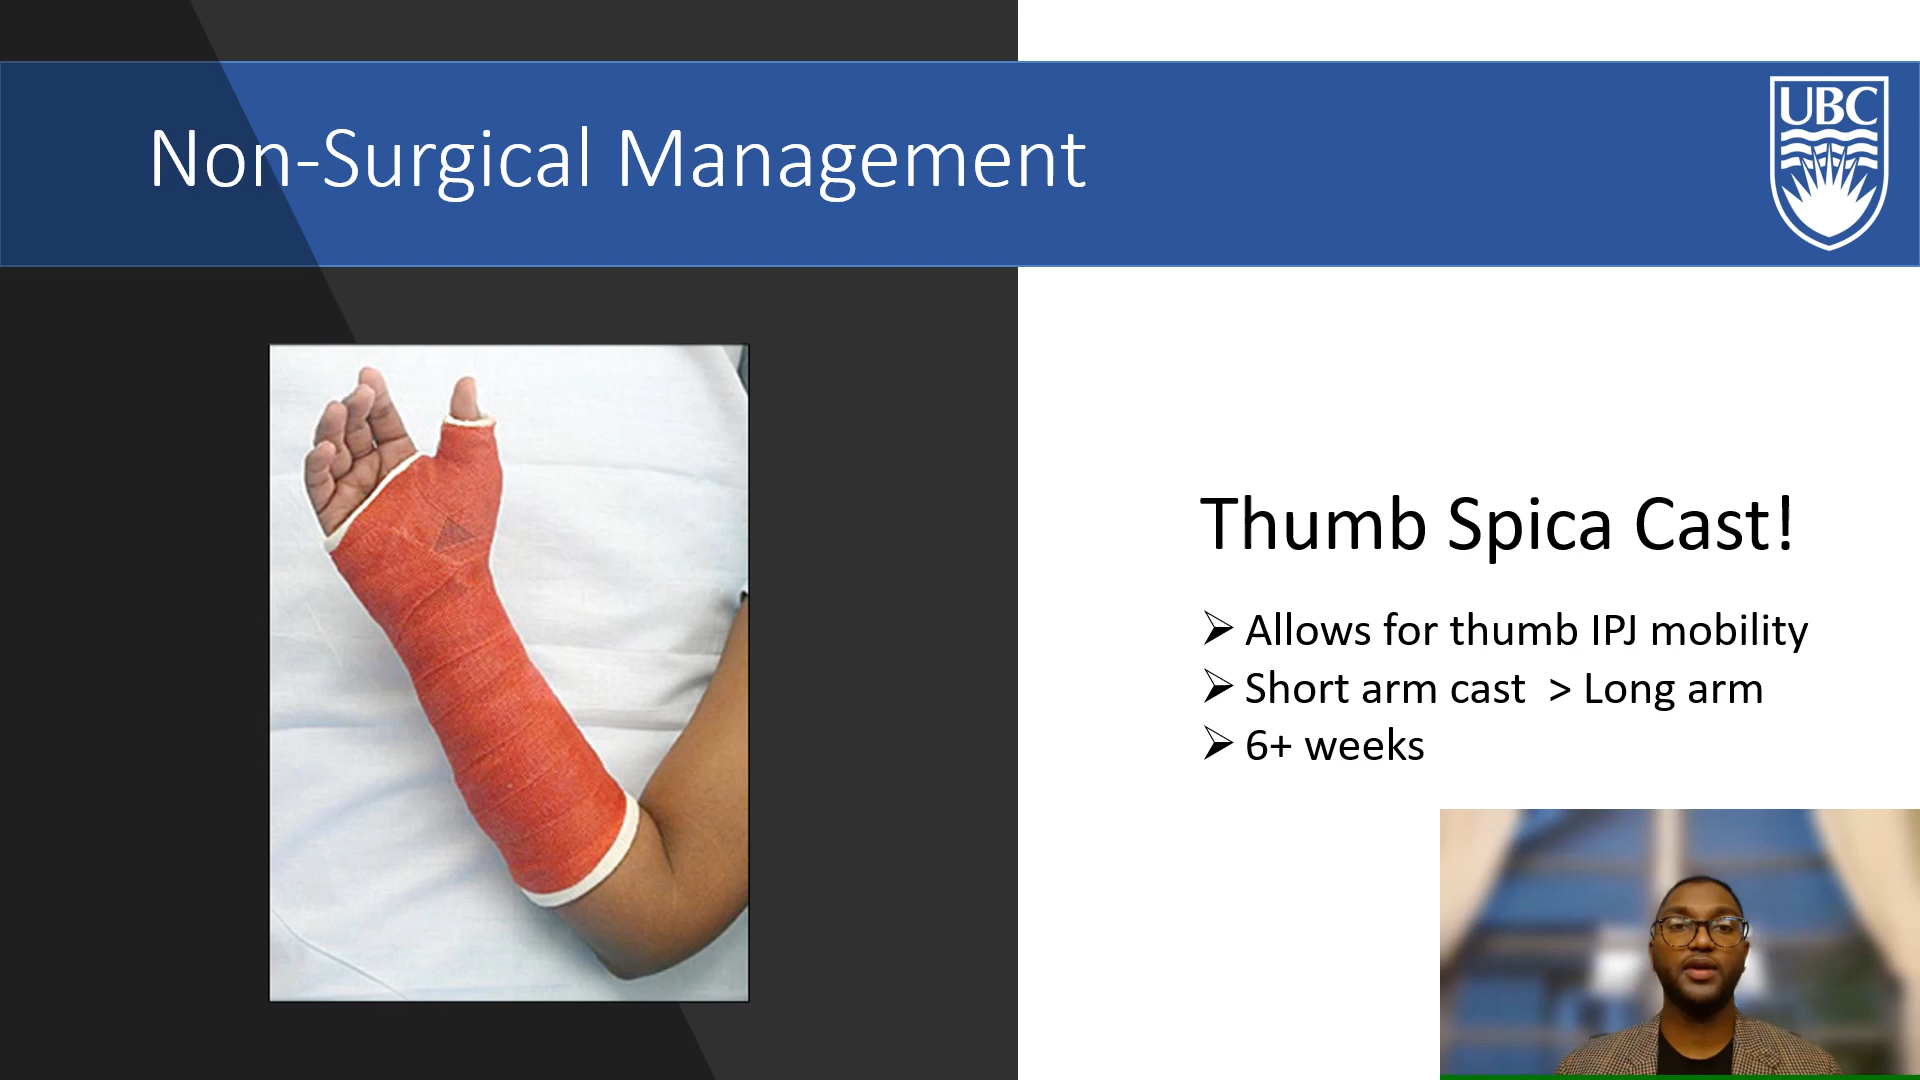 Non-Surgical Management
UBC
Thumb Spica Cast!
Allows for thumb IPJ mobility
Short arm cast > Long arm
6+ weeks